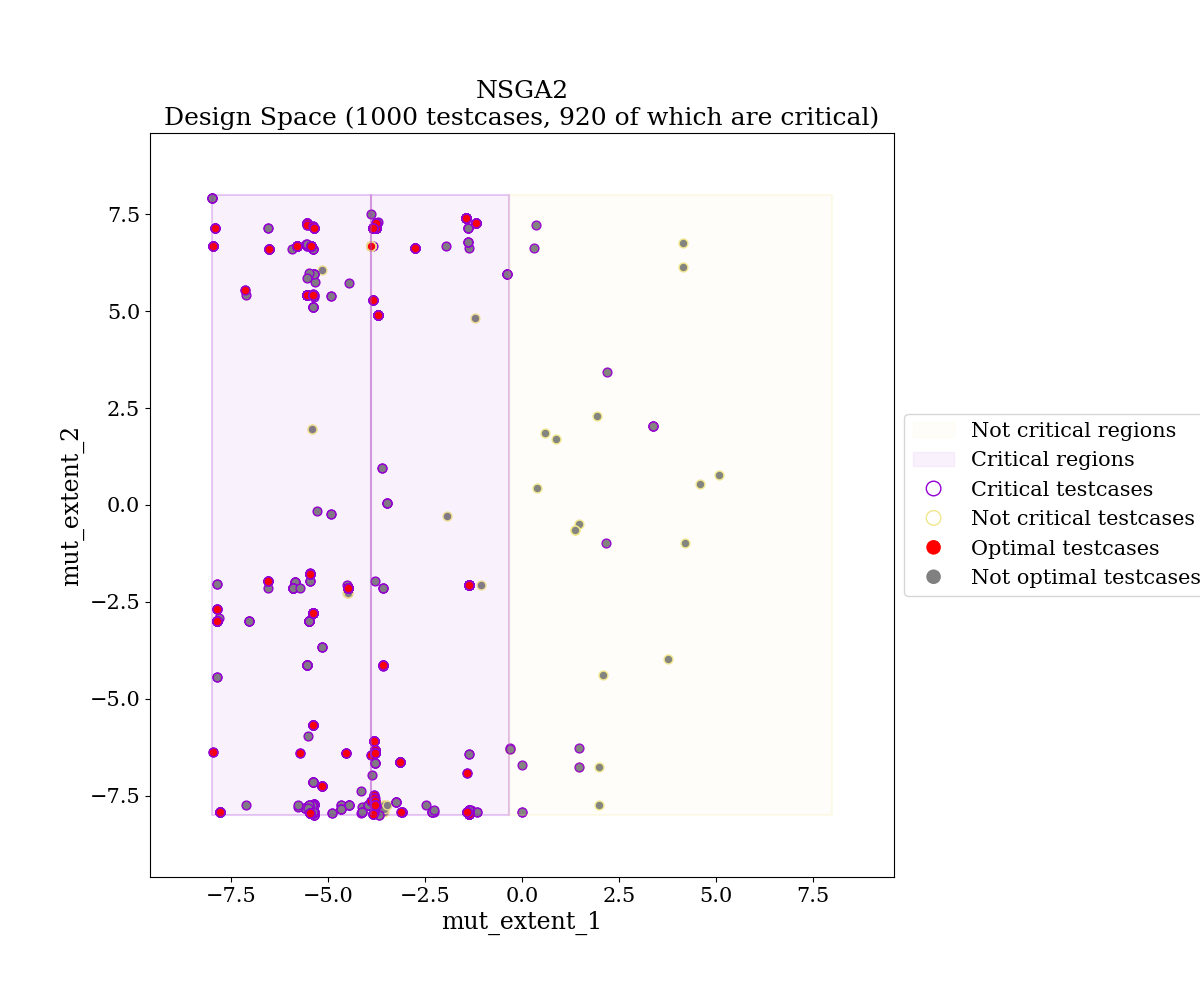 NSGA2
Design Space (1000 testcases, 920 of which are critical)
7.5
5.0
2.5
0.0
−2.5
−5.0
−7.5
mut_extent_2
−7.5
−5.0
−2.5
0.0
2.5
5.0
7.5
mut_extent_1
Not critical regions
Critical regions
Critical testcases
Not critical testcases
Optimal testcases
Not optimal testcases